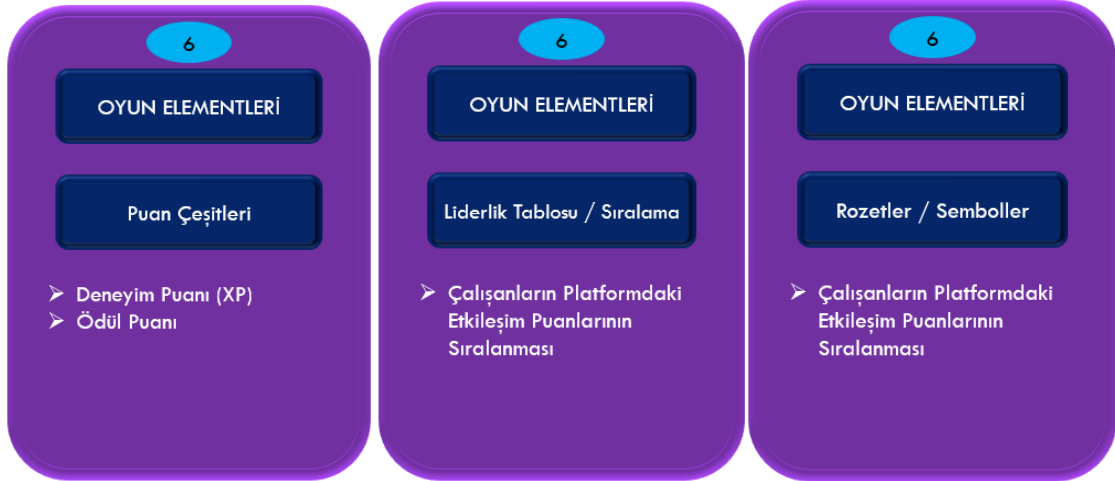 6
OYUN ELEMENTLERİ
Puan Çeşitleri
➢ Deneyim Puanı (XP)
➢ Ödül Puanı
6
OYUN ELEMENTLERİ
Liderlik Tablosu / Sıralama
➢ Çalışanların Platformdaki
Etkileşim Puanlarının
Sıralanması
6
OYUN ELEMENTLERİ
Rozetler / Semboller
➢ Çalışanların Platformdaki
Etkileşim Puanlarının
Sıralanması